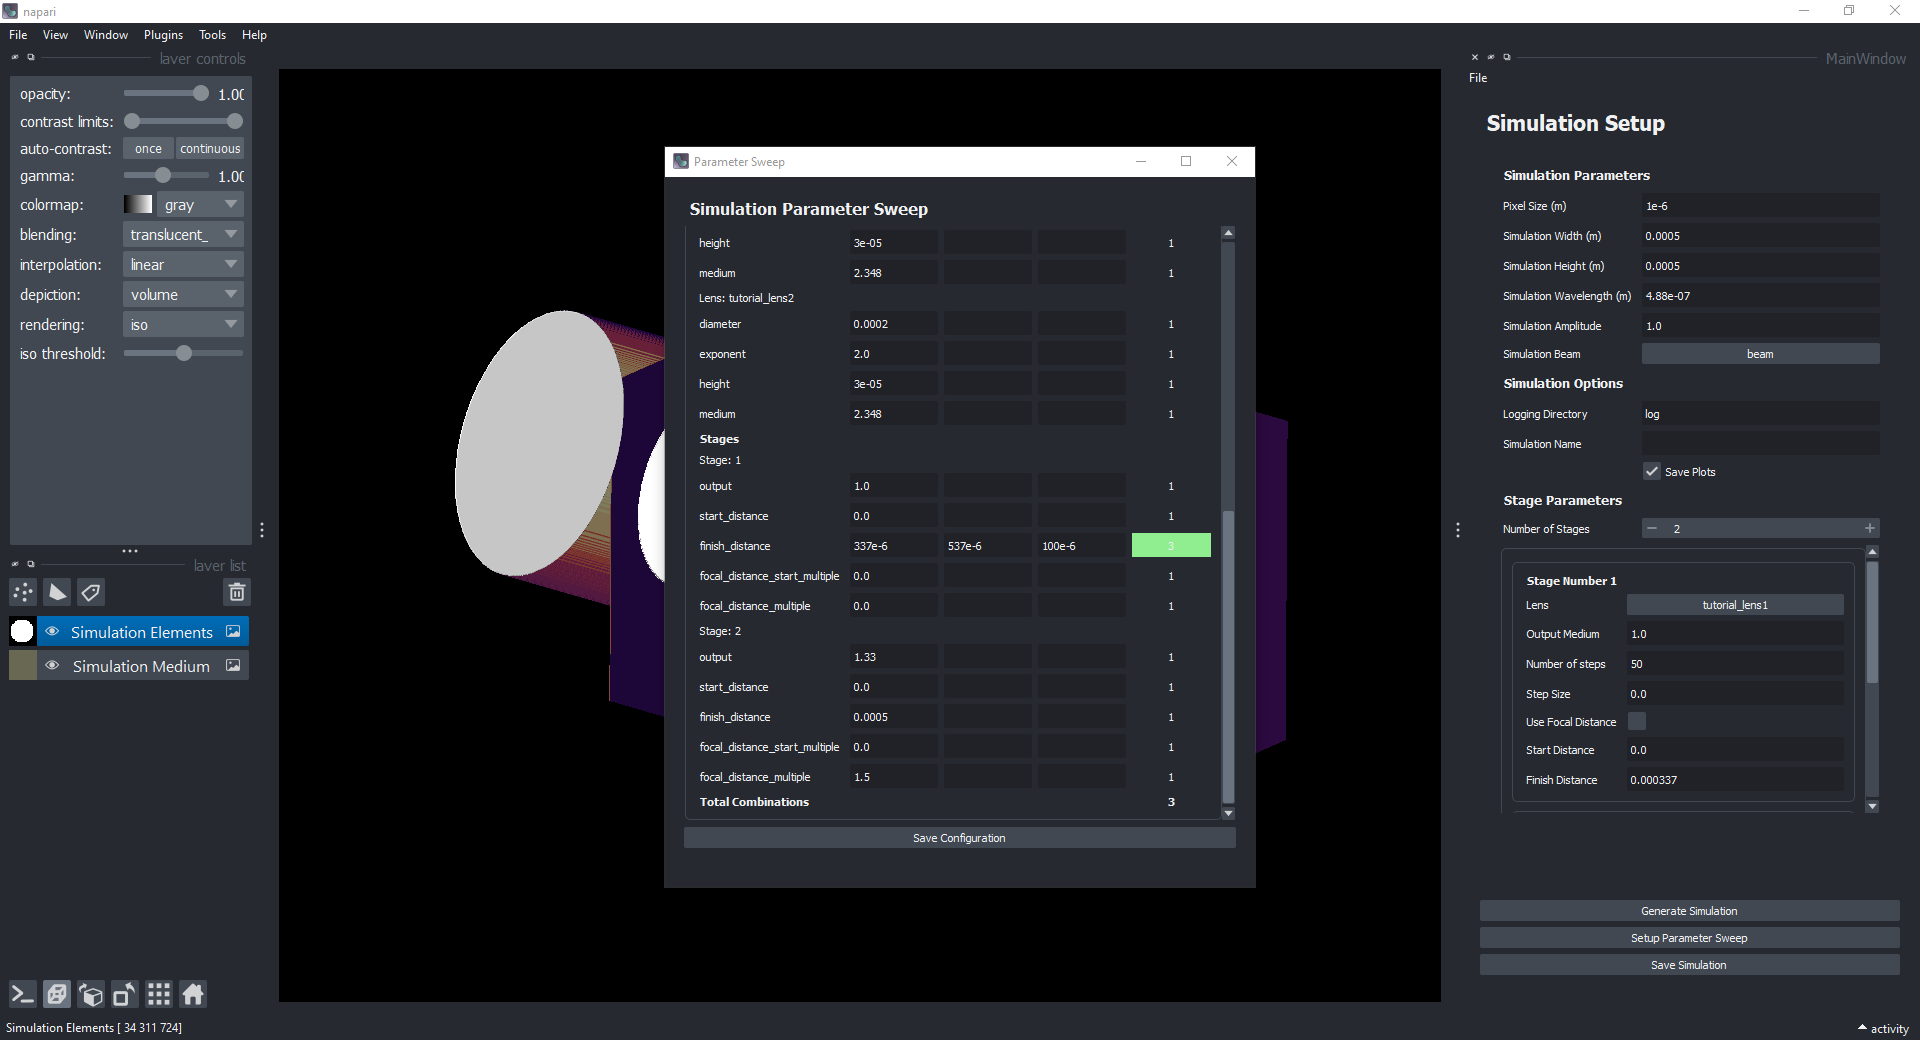 napari
File View Window Plugins Tools Help
layer controls
opacity: 1.00
contrast limits:
auto-contrast: once continuous
gamma: 1.00
colormap: gray
blending: translucent_
interpolation: linear
depiction: volume
rendering: iso
iso threshold:
layer list
Simulation Elements
Simulation Medium
Simulation Elements [ 34 311 724]
Parameter Sweep
Simulation Parameter Sweep
height 3e-05 1
medium 2.348 1
Lens: tutorial_lens2
diameter 0.0002 1
exponent 2.0 1
height 3e-05 1
medium 2.348 1
Stages
Stage: 1
output 1.0 1
start_distance 0.0 1
finish_distance 337e-6 537e-6 100e-6 3
focal_distance_start_multiple 0.0 1
focal_distance_multiple 0.0 1
Stage: 2
output 1.33 1
start_distance 0.0 1
finish_distance 0.0005 1
focal_distance_start_multiple 0.0 1
focal_distance_multiple 1.5 1
Total Combinations 3
Save Configuration
MainWindow
File
Simulation Setup
Simulation Parameters
Pixel Size (m) 1e-6
Simulation Width (m) 0.0005
Simulation Height (m) 0.0005
Simulation Wavelength (m) 4.88e-07
Simulation Amplitude 1.0
Simulation Beam beam
Simulation Options
Logging Directory log
Simulation Name
Save Plots
Stage Parameters
Number of Stages 2
Stage Number 1
Lens tutorial_lens1
Output Medium 1.0
Number of steps 50
Step Size 0.0
Use Focal Distance
Start Distance 0.0
Finish Distance 0.000337
Generate Simulation
Setup Parameter Sweep
Save Simulation
activity